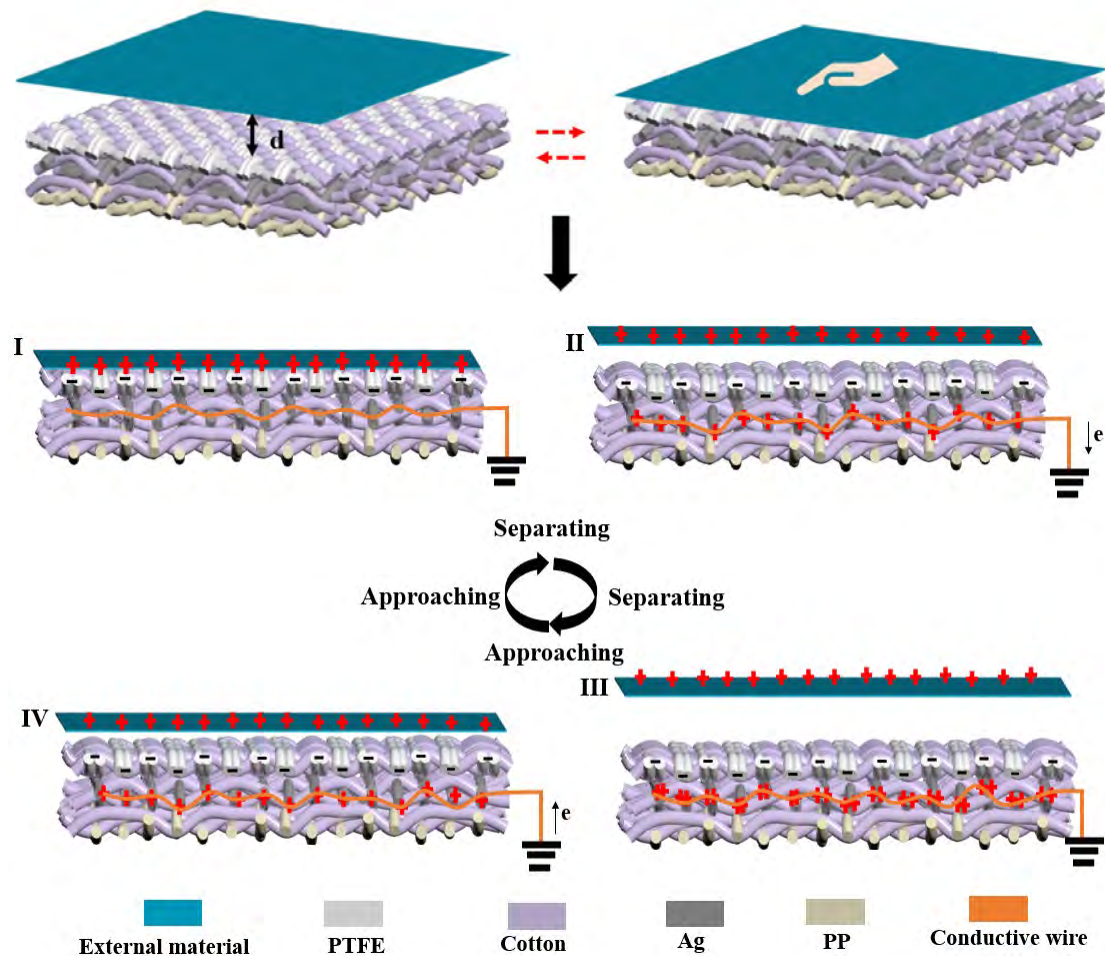 d
I
II
e
Separating
Approaching
Separating
Approaching
III
IV
e
External material
PTFE
Cotton
Ag
PP
Conductive wire